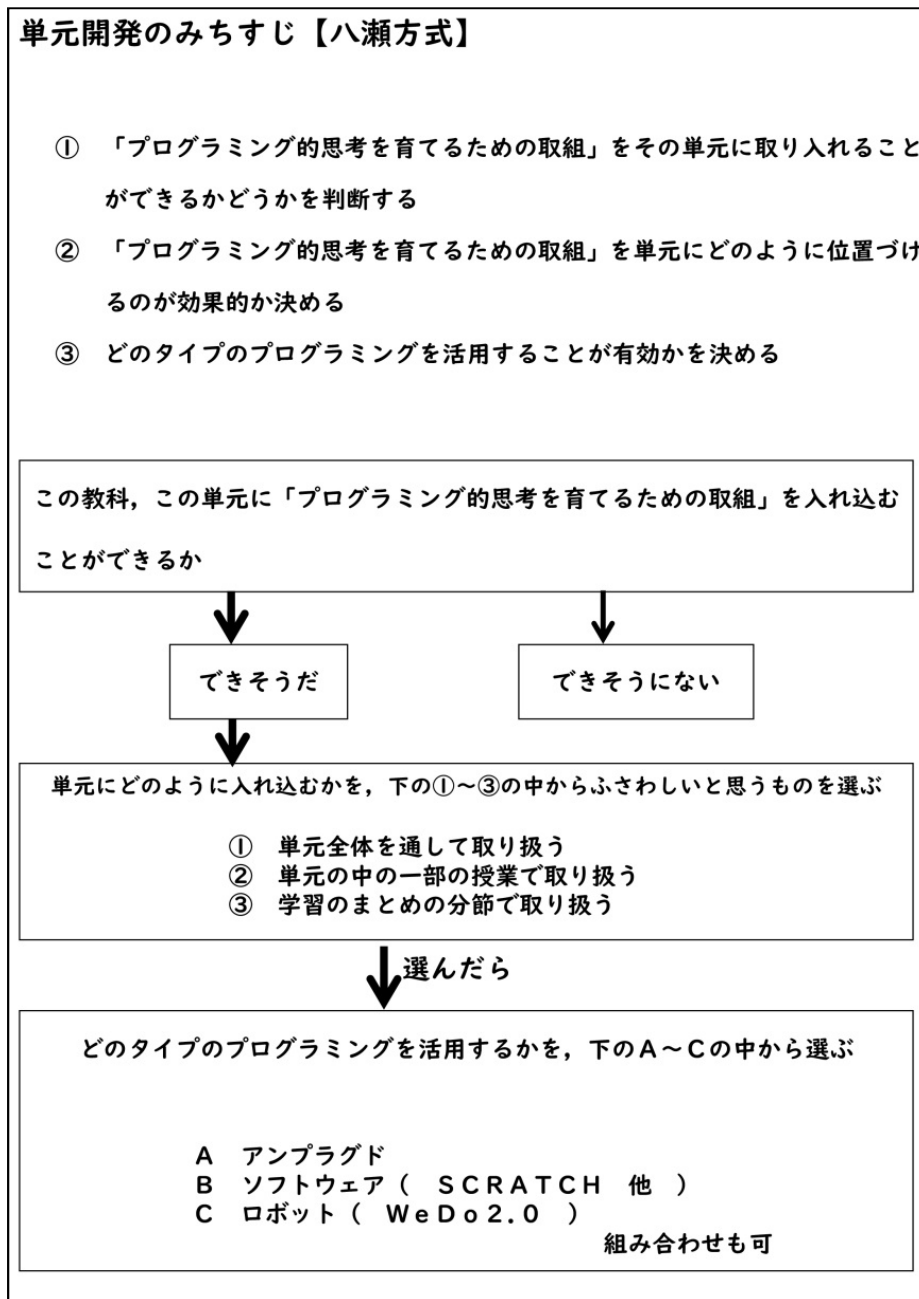 単元開発のみちすじ【八瀬方式】
① 「プログラミング的思考を育てるための取組」をその単元に取り入れること
ができるかどうかを判断する
② 「プログラミング的思考を育てるための取組」を単元にどのように位置づけ
るのが効果的か決める
③ どのタイプのプログラミングを活用することが有効かを決める
この教科，この単元に「プログラミング的思考を育てるための取組」を入れ込む
ことができるか
できそうだ
できそうにない
単元にどのように入れ込むかを，下の①～③の中からふさわしいと思うものを選ぶ
① 単元全体を通して取り扱う
② 単元の中の一部の授業で取り扱う
③ 学習のまとめの分節で取り扱う
選んだら
どのタイプのプログラミングを活用するかを，下のＡ～Ｃの中から選ぶ
Ａ アンプラグド
Ｂ ソフトウェア（ ＳＣＲＡＴＣＨ 他 ）
Ｃ ロボット（ ＷｅＤｏ２.０ ）
組み合わせも可